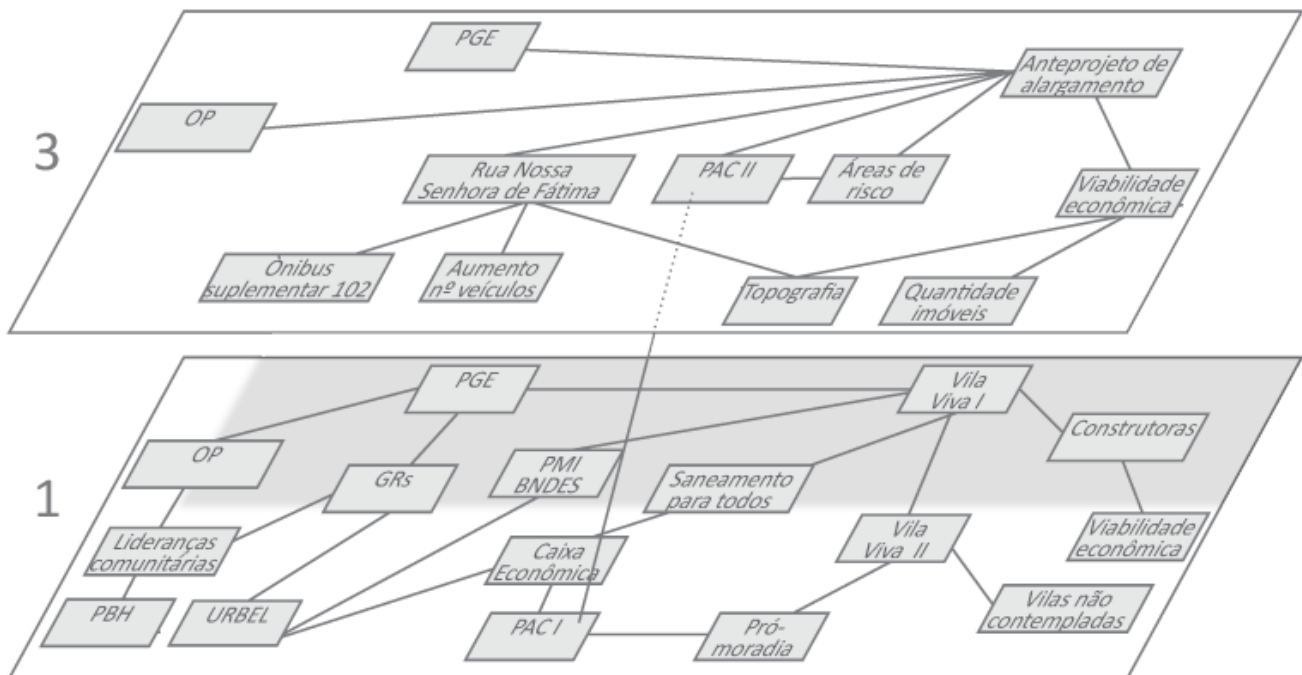 PGE
Anteprojeto de
alargamento
OP
3
Rua Nossa
Senhora de Fátima
PAC II
Áreas de
risco
Viabilidade
econômica
Ônibus
suplementar 102
Aumento
nº veículos
Topografia
Quantidade
imóveis
PGE
Vila
Viva I
Construtoras
OP
GRs
PMI
BNDES
Saneamento
para todos
1
Lideranças
comunitárias
Caixa
Econômica
Vila
Viva II
Viabilidade
econômica
PBH
URBEL
PAC I
Pró-
moradia
Vilas não
contempladas